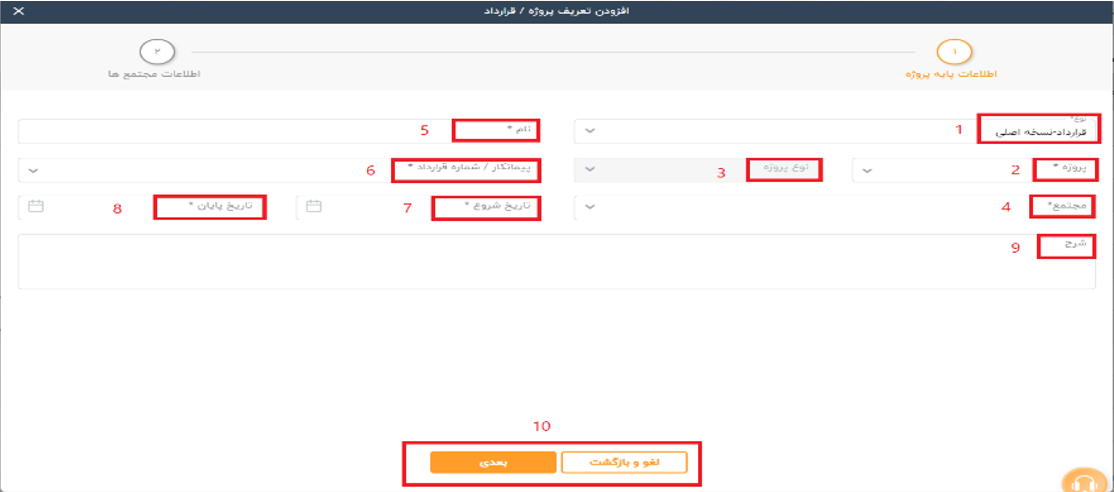 افزودن تعریف پروژه / قرارداد
۱
اطلاعات پایه پروژه
۲
اطلاعات مجتمع ها
نوع*
قرارداد-نسخه اصلی
1
نام *
5
پروژه *
2
نوع پروژه
3
پیمانکار / شماره قرارداد *
6
مجتمع*
4
تاریخ شروع *
7
تاریخ پایان *
8
شرح
9
10
لغو و بازگشت
بعدی